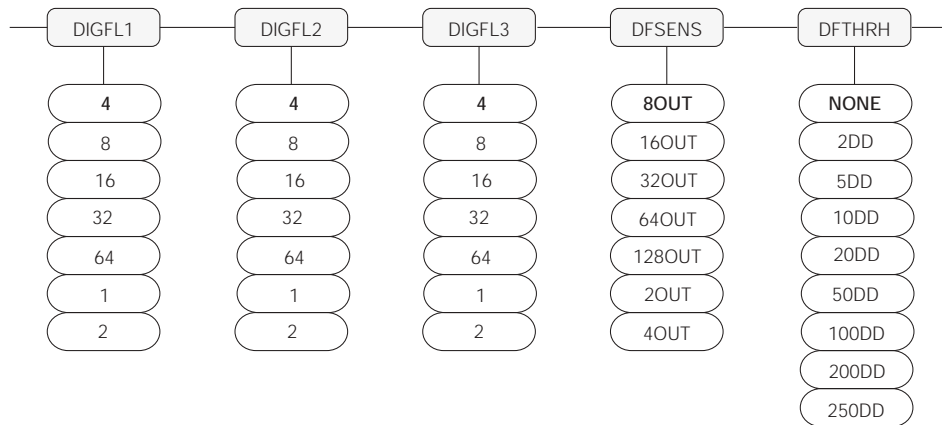 DIGFL1 DIGFL2 DIGFL3 DFSENS DFTHRH
4 4 4 8OUT NONE
8 8 8 16OUT 2DD
16 16 16 32OUT 5DD
32 32 32 64OUT 10DD
64 64 64 128OUT 20DD
1 1 1 2OUT 50DD
2 2 2 4OUT 100DD
200DD
250DD